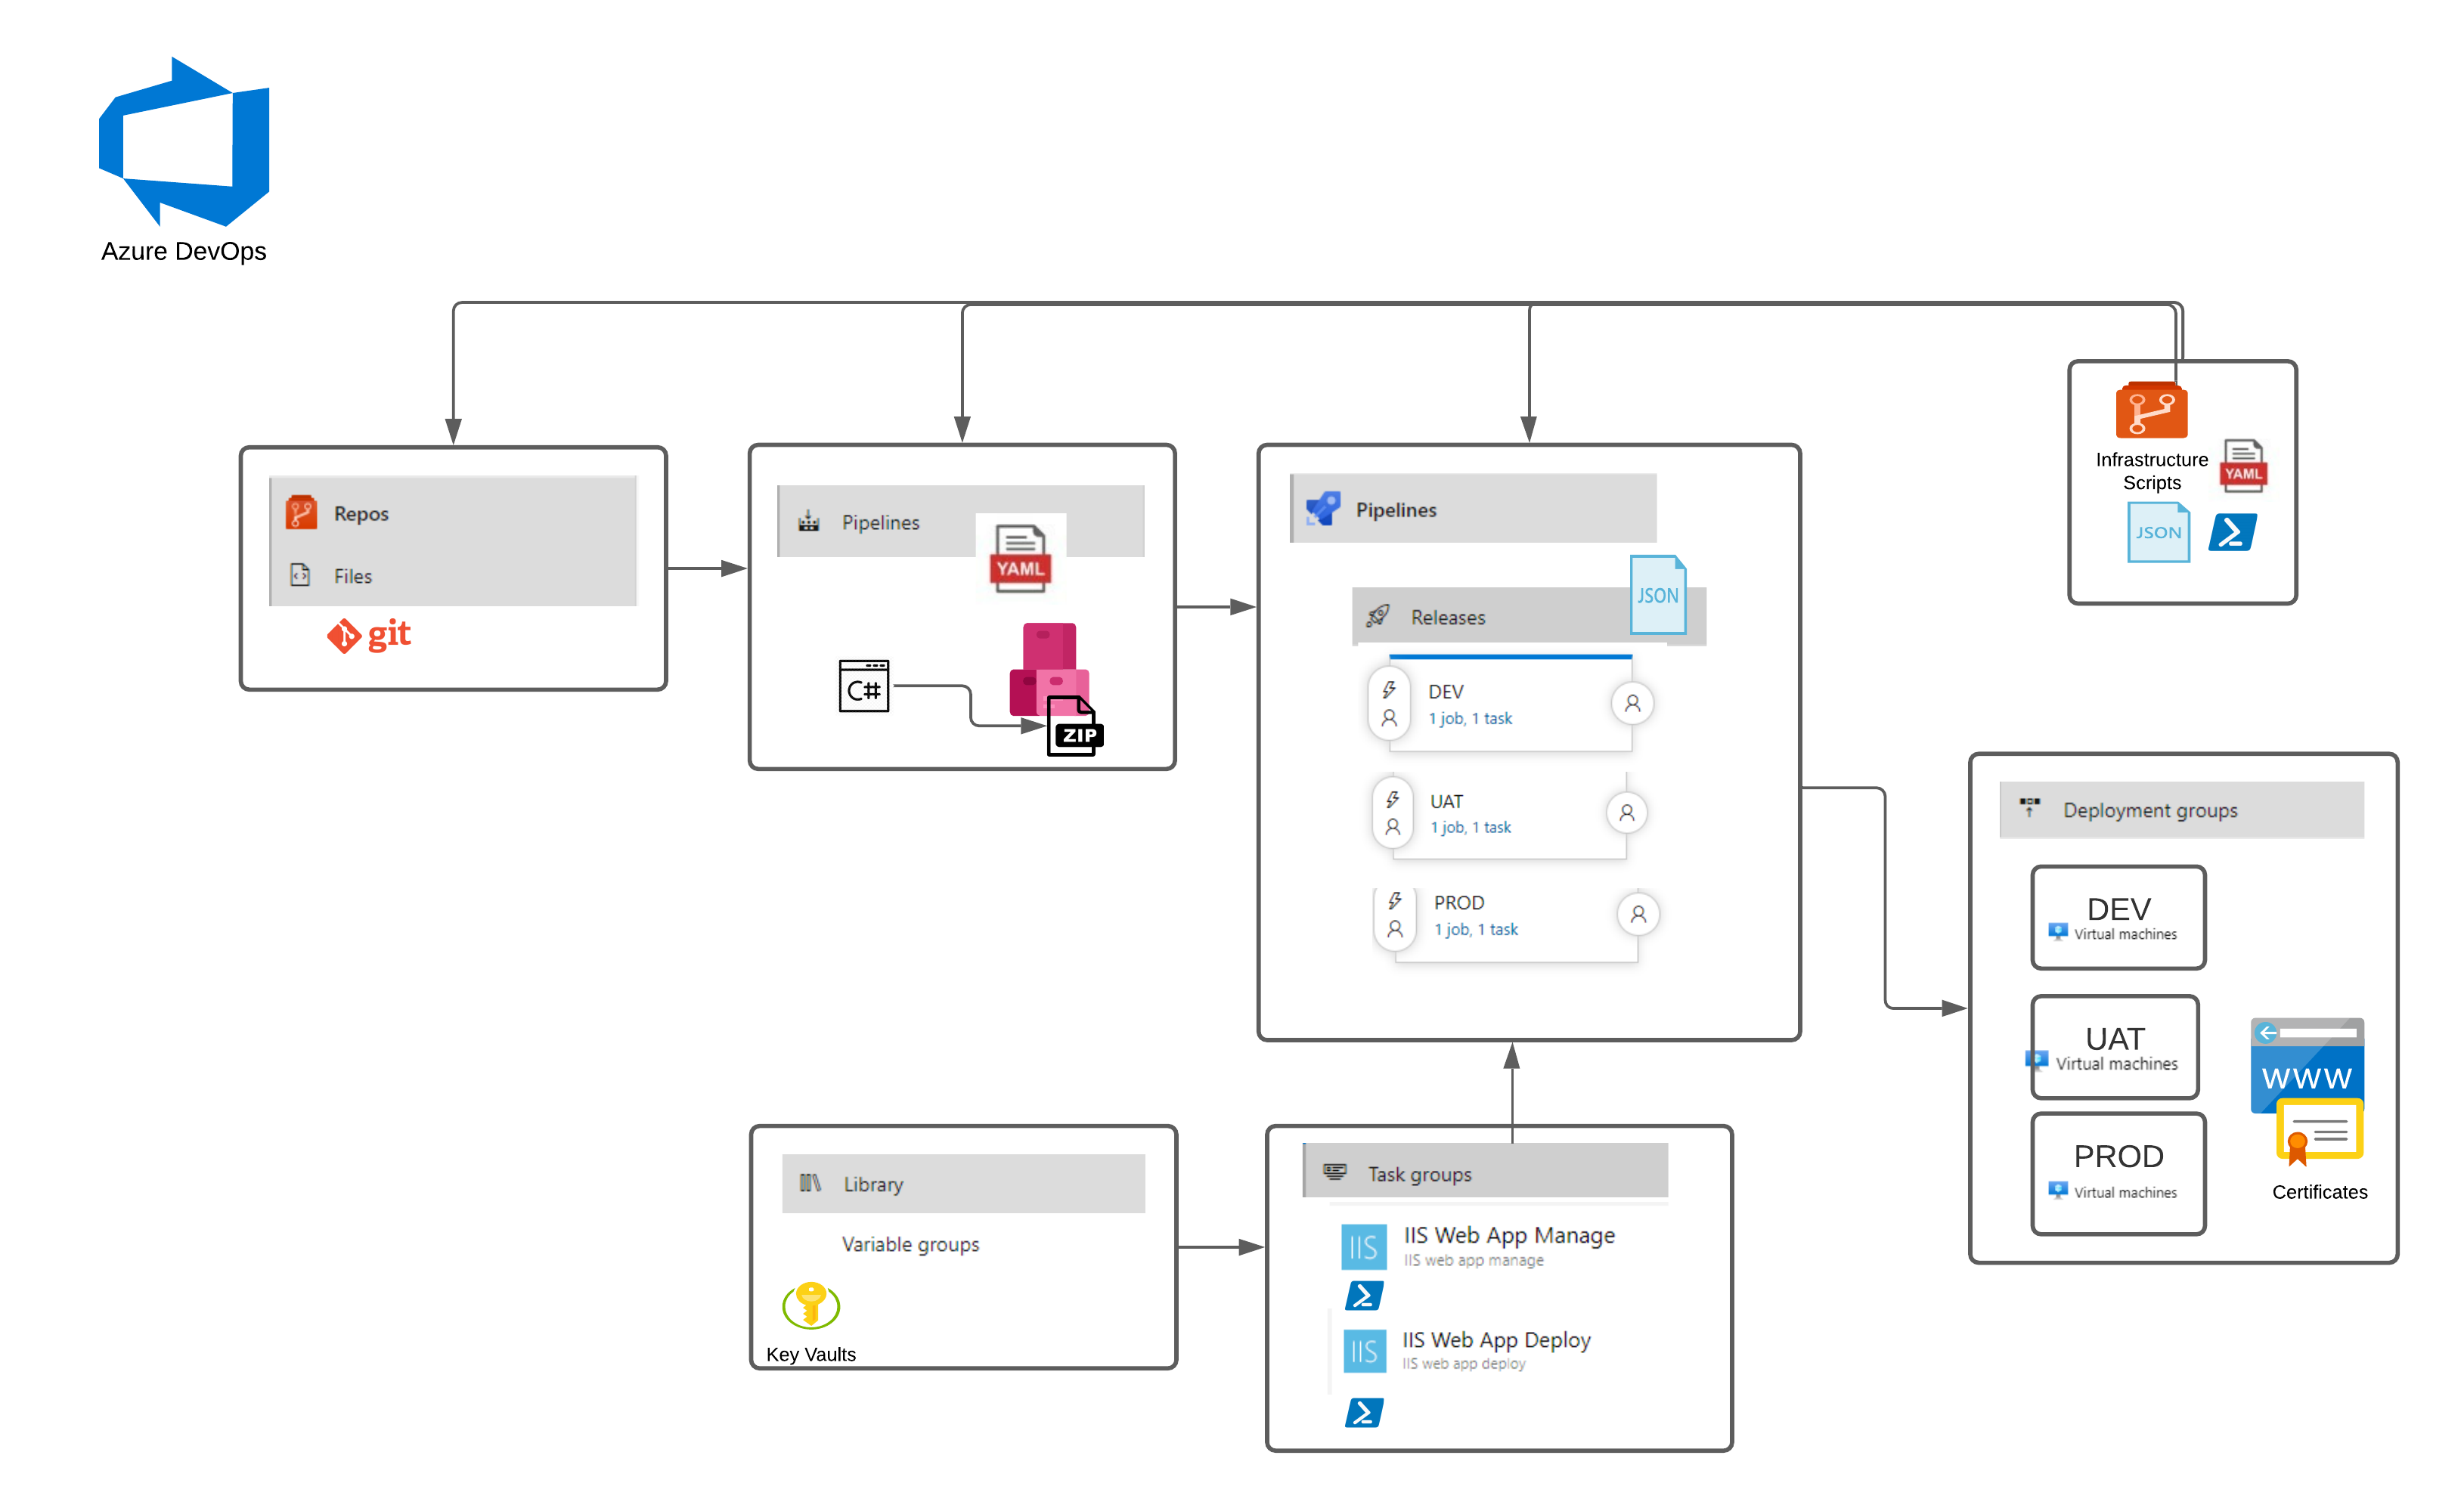 Azure DevOps
Repos
Files
git
Pipelines
YAML
C#
ZIP
Pipelines
JSON
Releases
DEV
1 job, 1 task
UAT
1 job, 1 task
PROD
1 job, 1 task
Infrastructure
Scripts
YAML
JSON
Deployment groups
DEV
Virtual machines
UAT
Virtual machines
PROD
Virtual machines
WWW
Certificates
Library
Variable groups
Key Vaults
Task groups
IIS
IIS Web App Manage
IIS web app manage
IIS
IIS Web App Deploy
IIS web app deploy